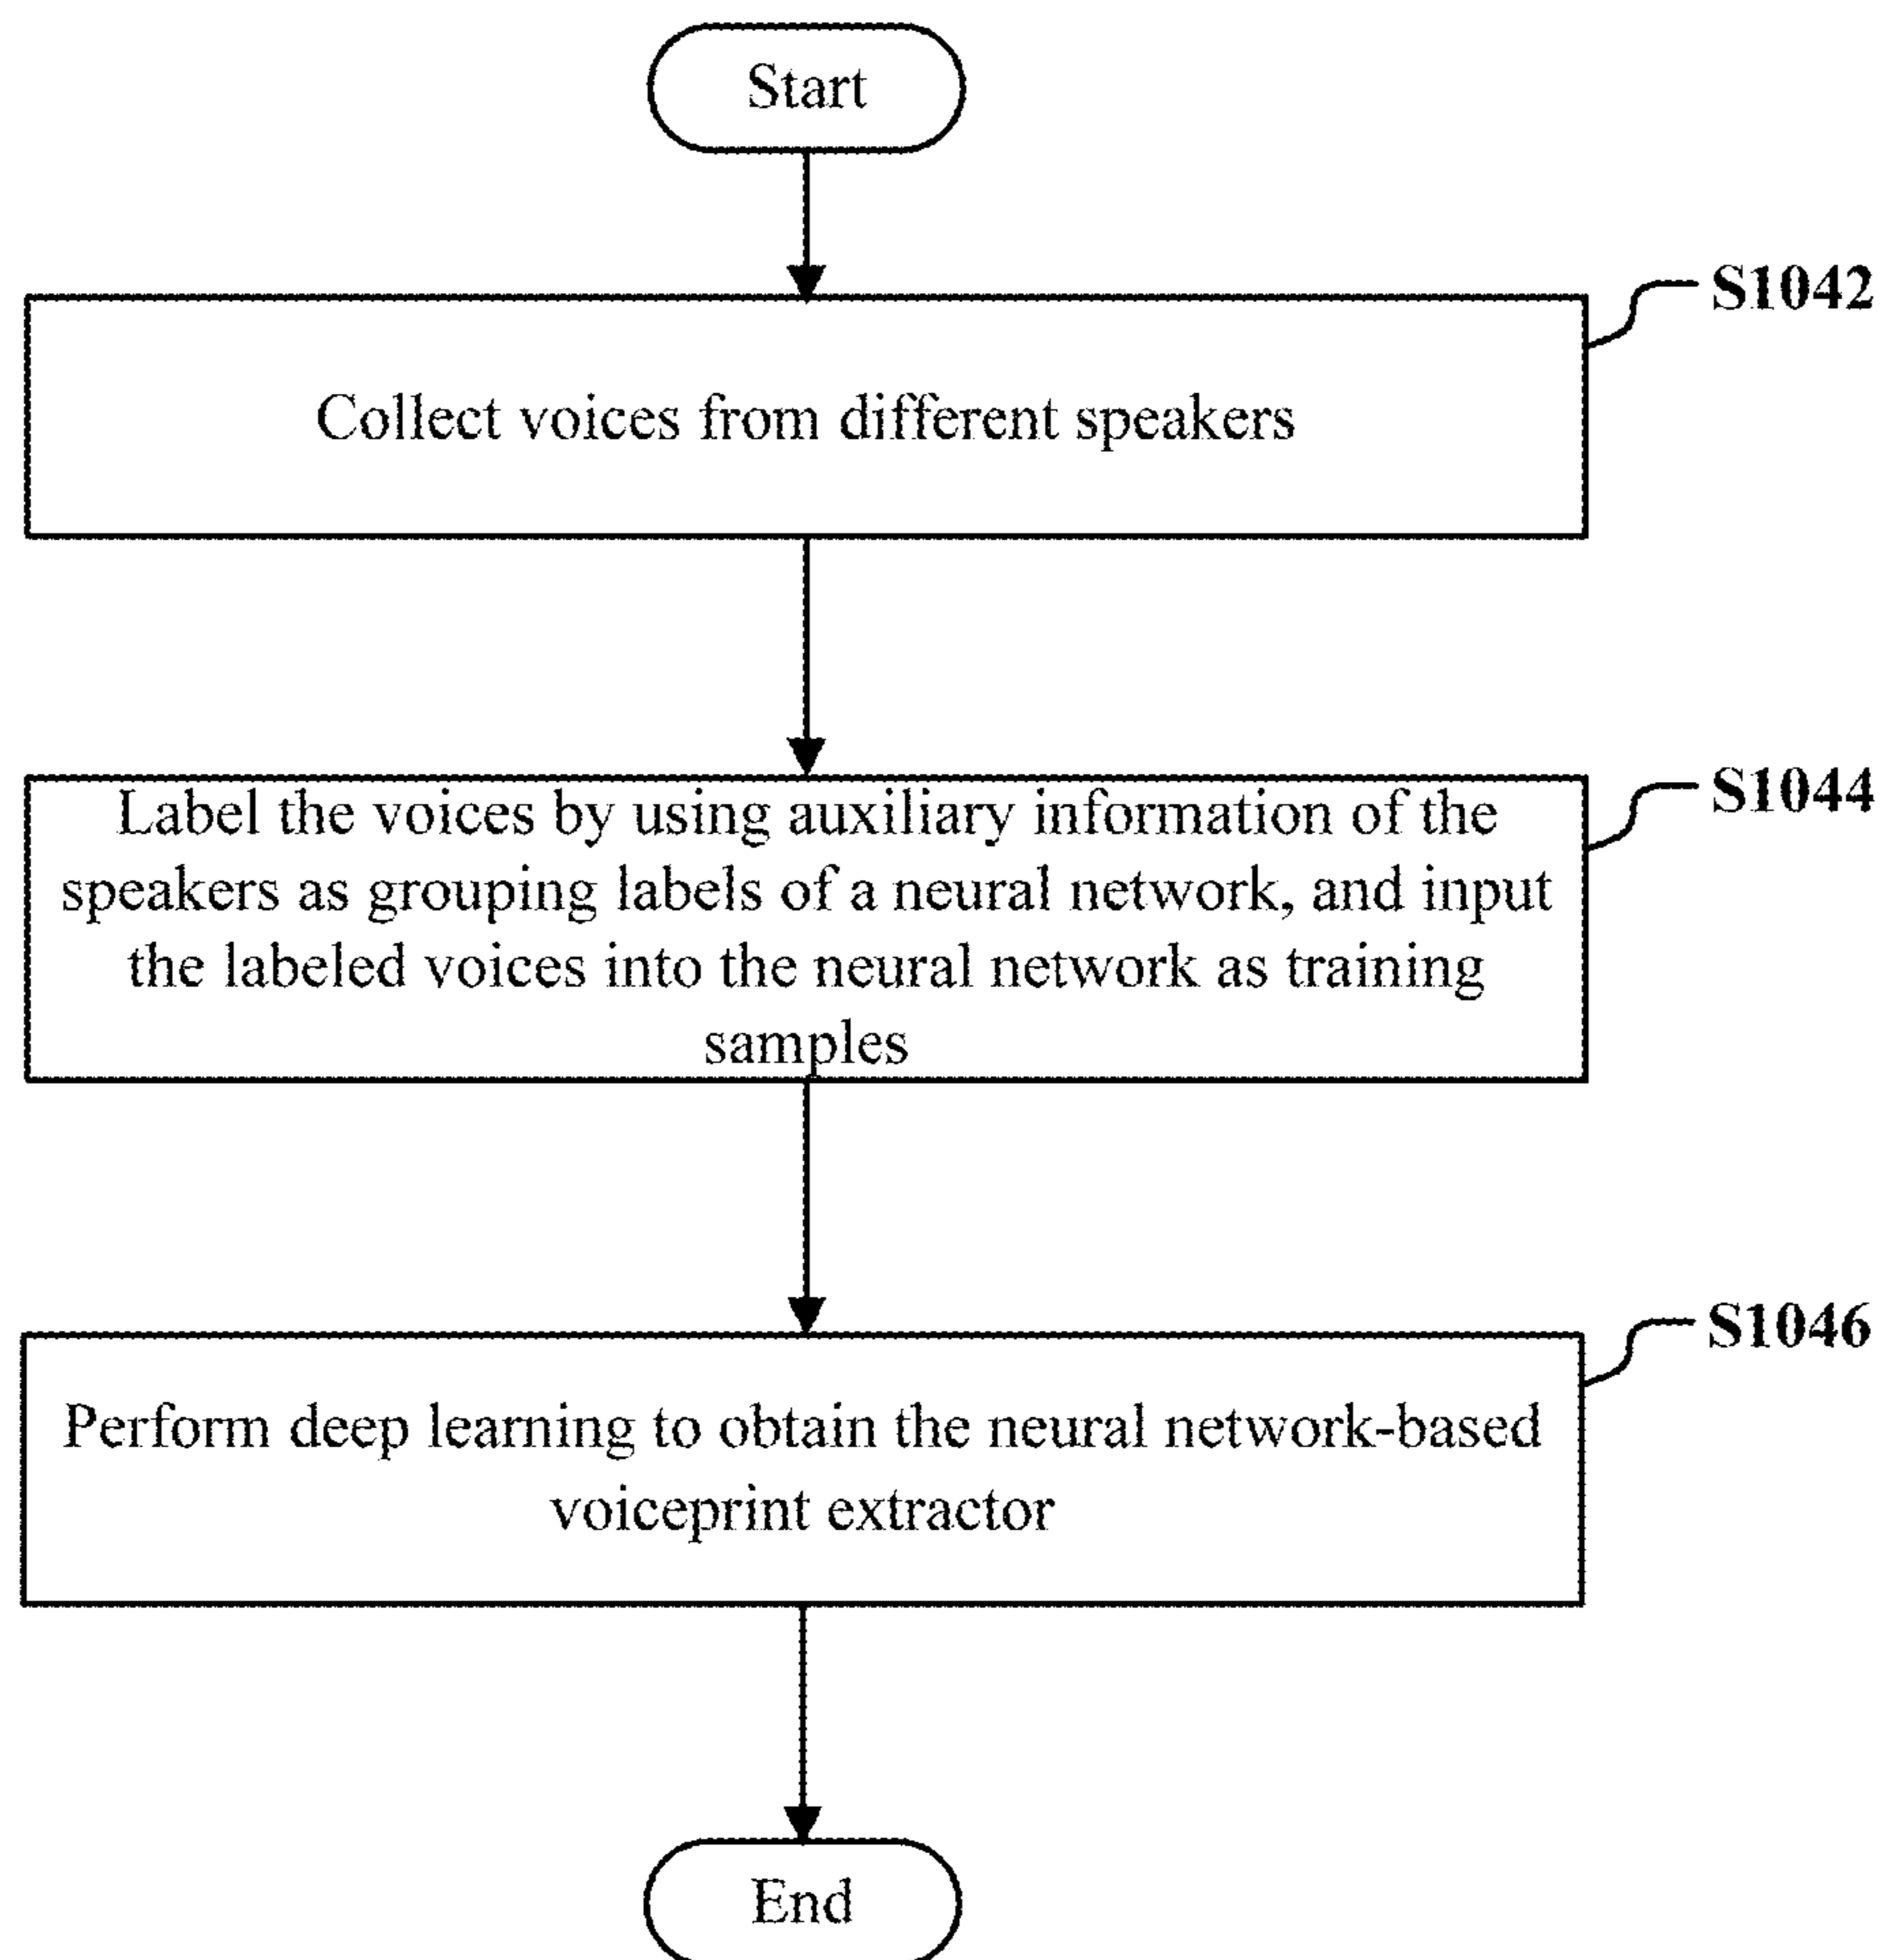 Start
S1042
Collect voices from different speakers
S1044
Label the voices by using auxiliary information of the
speakers as grouping labels of a neural network, and input
the labeled voices into the neural network as training
samples
S1046
Perform deep learning to obtain the neural network-based
voiceprint extractor
End